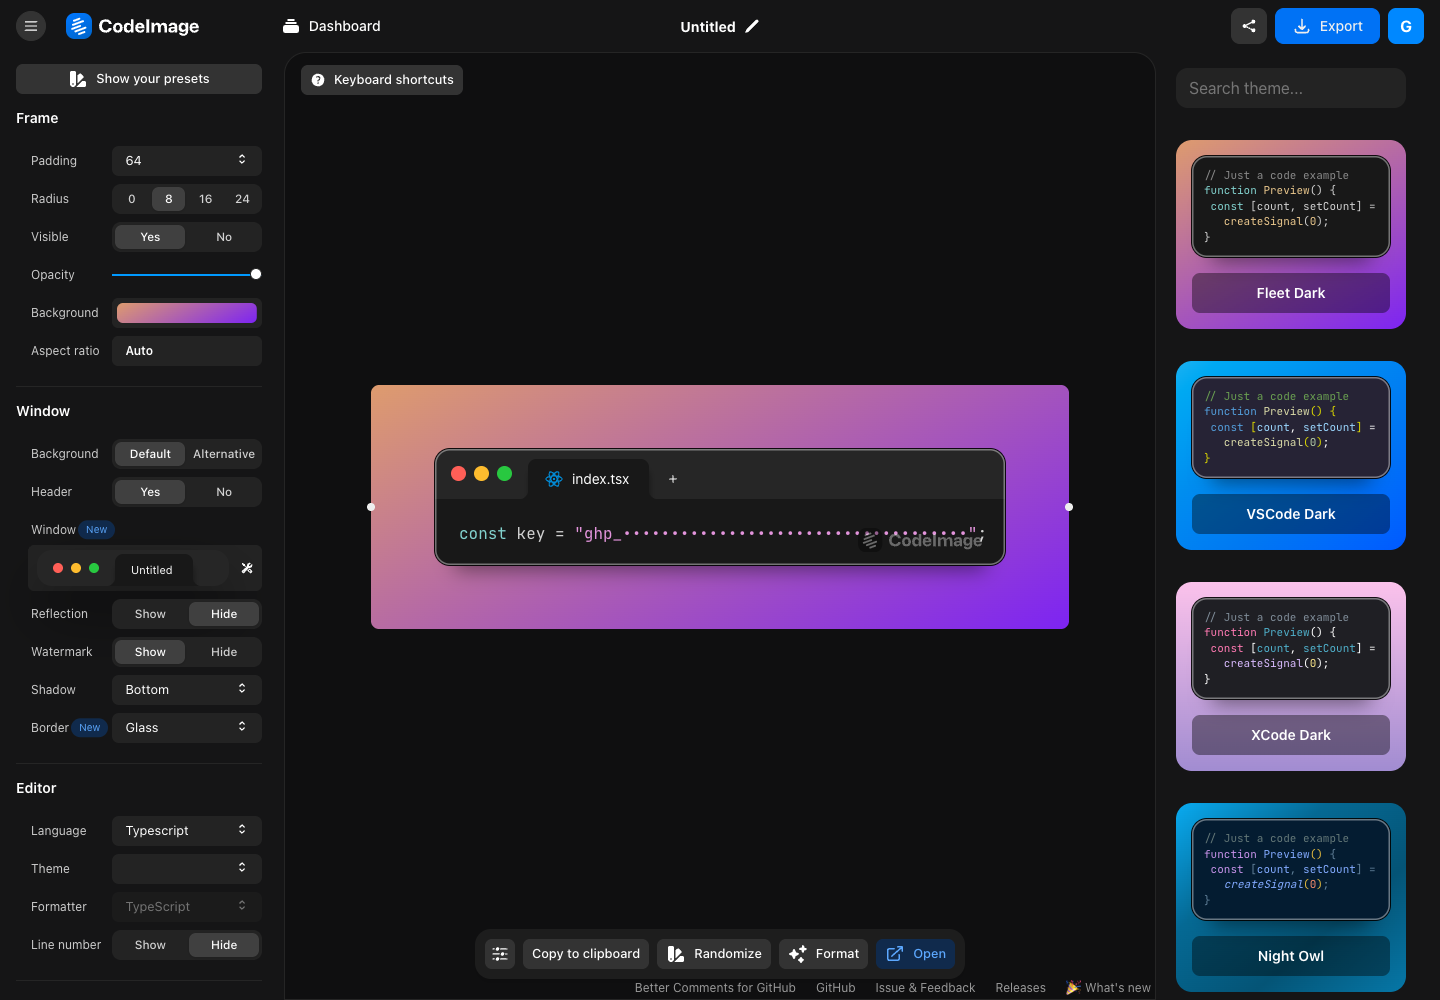 CodeImage
Dashboard
Untitled
Export
G
Show your presets
Keyboard shortcuts
Search theme...
Frame
Padding 64
Radius 0 8 16 24
Visible Yes No
Opacity
Background
Aspect ratio Auto
Window
Background Default Alternative
Header Yes No
Window New
Untitled
Reflection Show Hide
Watermark Show Hide
Shadow Bottom
Border New Glass
Editor
Language Typescript
Theme
Formatter TypeScript
Line number Show Hide
index.tsx +
const key = "ghp_••••••••••••••••••••••••••••••••••••";
CodeImage
Copy to clipboard
Randomize
Format
Open
Better Comments for GitHub
GitHub
Issue & Feedback
Releases
🎉 What's new
// Just a code example
function Preview() {
const [count, setCount] =
createSignal(0);
}
Fleet Dark
// Just a code example
function Preview() {
const [count, setCount] =
createSignal(0);
}
VSCode Dark
// Just a code example
function Preview() {
const [count, setCount] =
createSignal(0);
}
XCode Dark
// Just a code example
function Preview() {
const [count, setCount] =
createSignal(0);
}
Night Owl